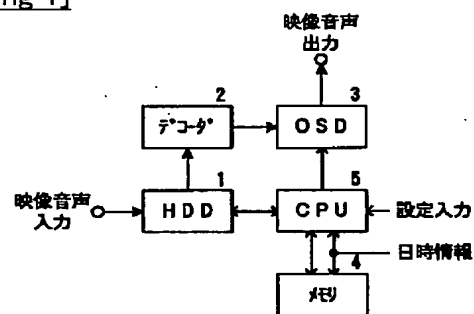 Fig 1]
映像音声
出力
2
3
デコーダ
OSD
映像音声
入力
1
5
HDD
CPU
設定入力
日時情報
4
メモリ